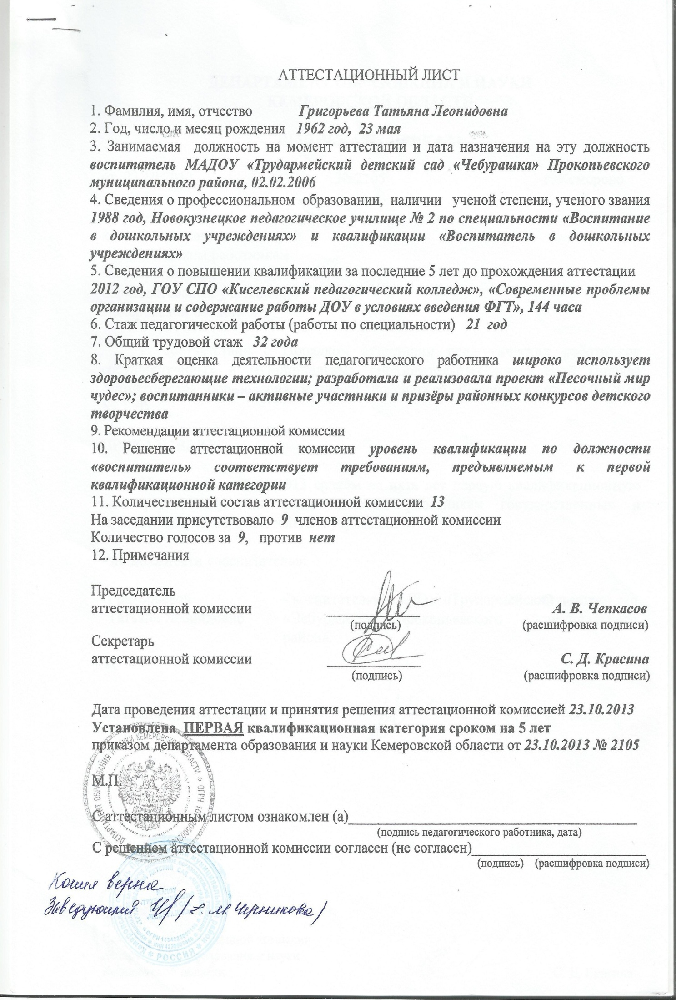 АТТЕСТАЦИОННЫЙ ЛИСТ
1. Фамилия, имя, отчество Григорьева Татьяна Леонидовна
2. Год, число и месяц рождения 1962 год, 23 мая
3. Занимаемая должность на момент аттестации и дата назначения на эту должность
воспитатель МАДОУ «Трудармейский детский сад «Чебурашка» Прокопьевского
муниципального района, 02.02.2006
4. Сведения о профессиональном образовании, наличии ученой степени, ученого звания
1988 год, Новокузнецкое педагогическое училище № 2 по специальности «Воспитание
в дошкольных учреждениях» и квалификации «Воспитатель в дошкольных
учреждениях»
5. Сведения о повышении квалификации за последние 5 лет до прохождения аттестации
2012 год, ГОУ СПО «Киселевский педагогический колледж», «Современные проблемы
организации и содержание работы ДОУ в условиях введения ФГТ», 144 часа
6. Стаж педагогической работы (работы по специальности) 21 год
7. Общий трудовой стаж 32 года
8. Краткая оценка деятельности педагогического работника широко использует
здоровьесберегающие технологии; разработала и реализовала проект «Песочный мир
чудес»; воспитанники – активные участники и призёры районных конкурсов детского
творчества
9. Рекомендации аттестационной комиссии
10. Решение аттестационной комиссии уровень квалификации по должности
«воспитатель» соответствует требованиям, предъявляемым к первой
квалификационной категории
11. Количественный состав аттестационной комиссии 13
На заседании присутствовало 9 членов аттестационной комиссии
Количество голосов за 9, против нет
12. Примечания
Председатель
аттестационной комиссии А. В. Чепкасов
(подпись) (расшифровка подписи)
Секретарь
аттестационной комиссии С. Д. Красина
(подпись) (расшифровка подписи)
Дата проведения аттестации и принятия решения аттестационной комиссией 23.10.2013
Установлена ПЕРВАЯ квалификационная категория сроком на 5 лет
приказом департамента образования и науки Кемеровской области от 23.10.2013 № 2105
М.П.
ДЕПАРТАМЕНТ ОБРАЗОВАНИЯ И НАУКИ КЕМЕРОВСКОЙ ОБЛАСТИ * ОГРН
С аттестационным листом ознакомлен (а)
(подпись педагогического работника, дата)
С решением аттестационной комиссии согласен (не согласен)
(подпись) (расшифровка подписи)
Копия верна
Заведующий (Л. М. Черникова)
* РОССИЯ *